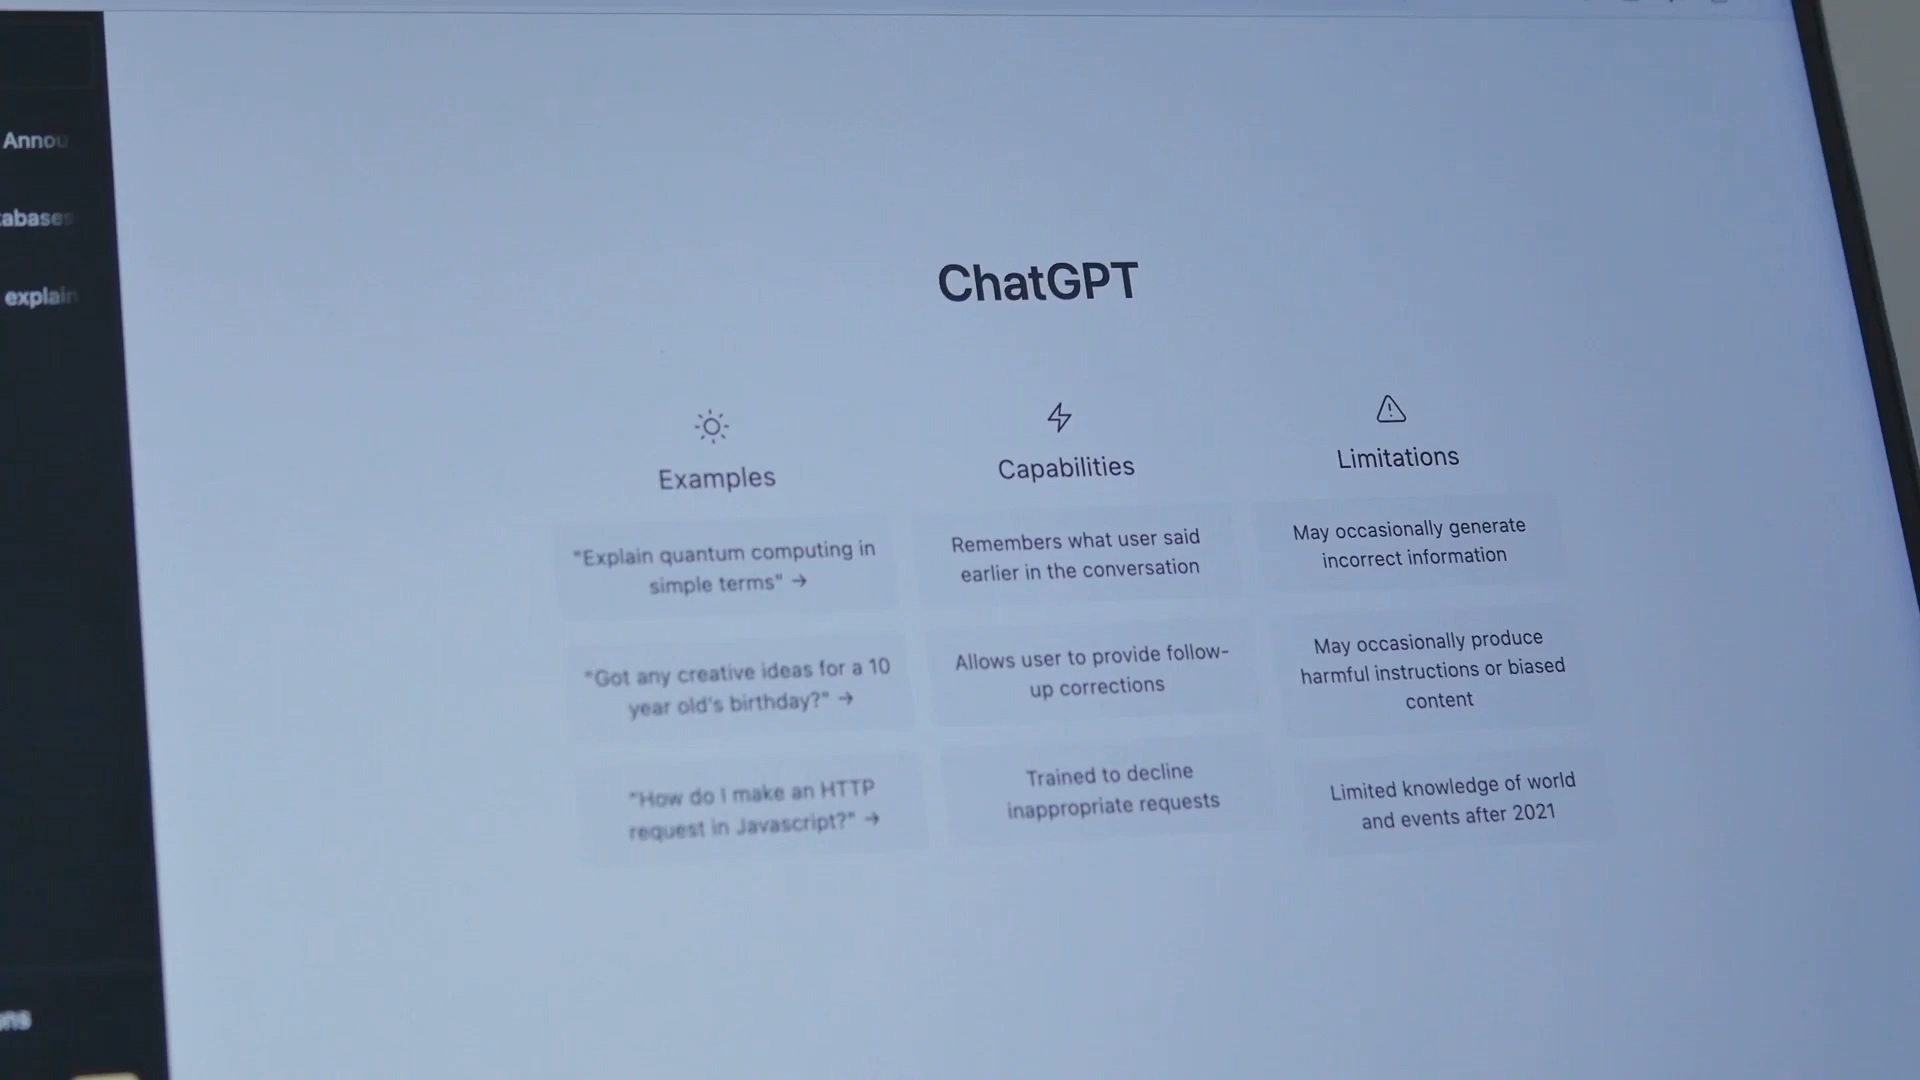 Annou
abases
explain
ChatGPT
Examples
"Explain quantum computing in
simple terms" →
"Got any creative ideas for a 10
year old's birthday?" →
"How do I make an HTTP
request in Javascript?" →
Capabilities
Remembers what user said
earlier in the conversation
Allows user to provide follow-
up corrections
Trained to decline
inappropriate requests
Limitations
May occasionally generate
incorrect information
May occasionally produce
harmful instructions or biased
content
Limited knowledge of world
and events after 2021